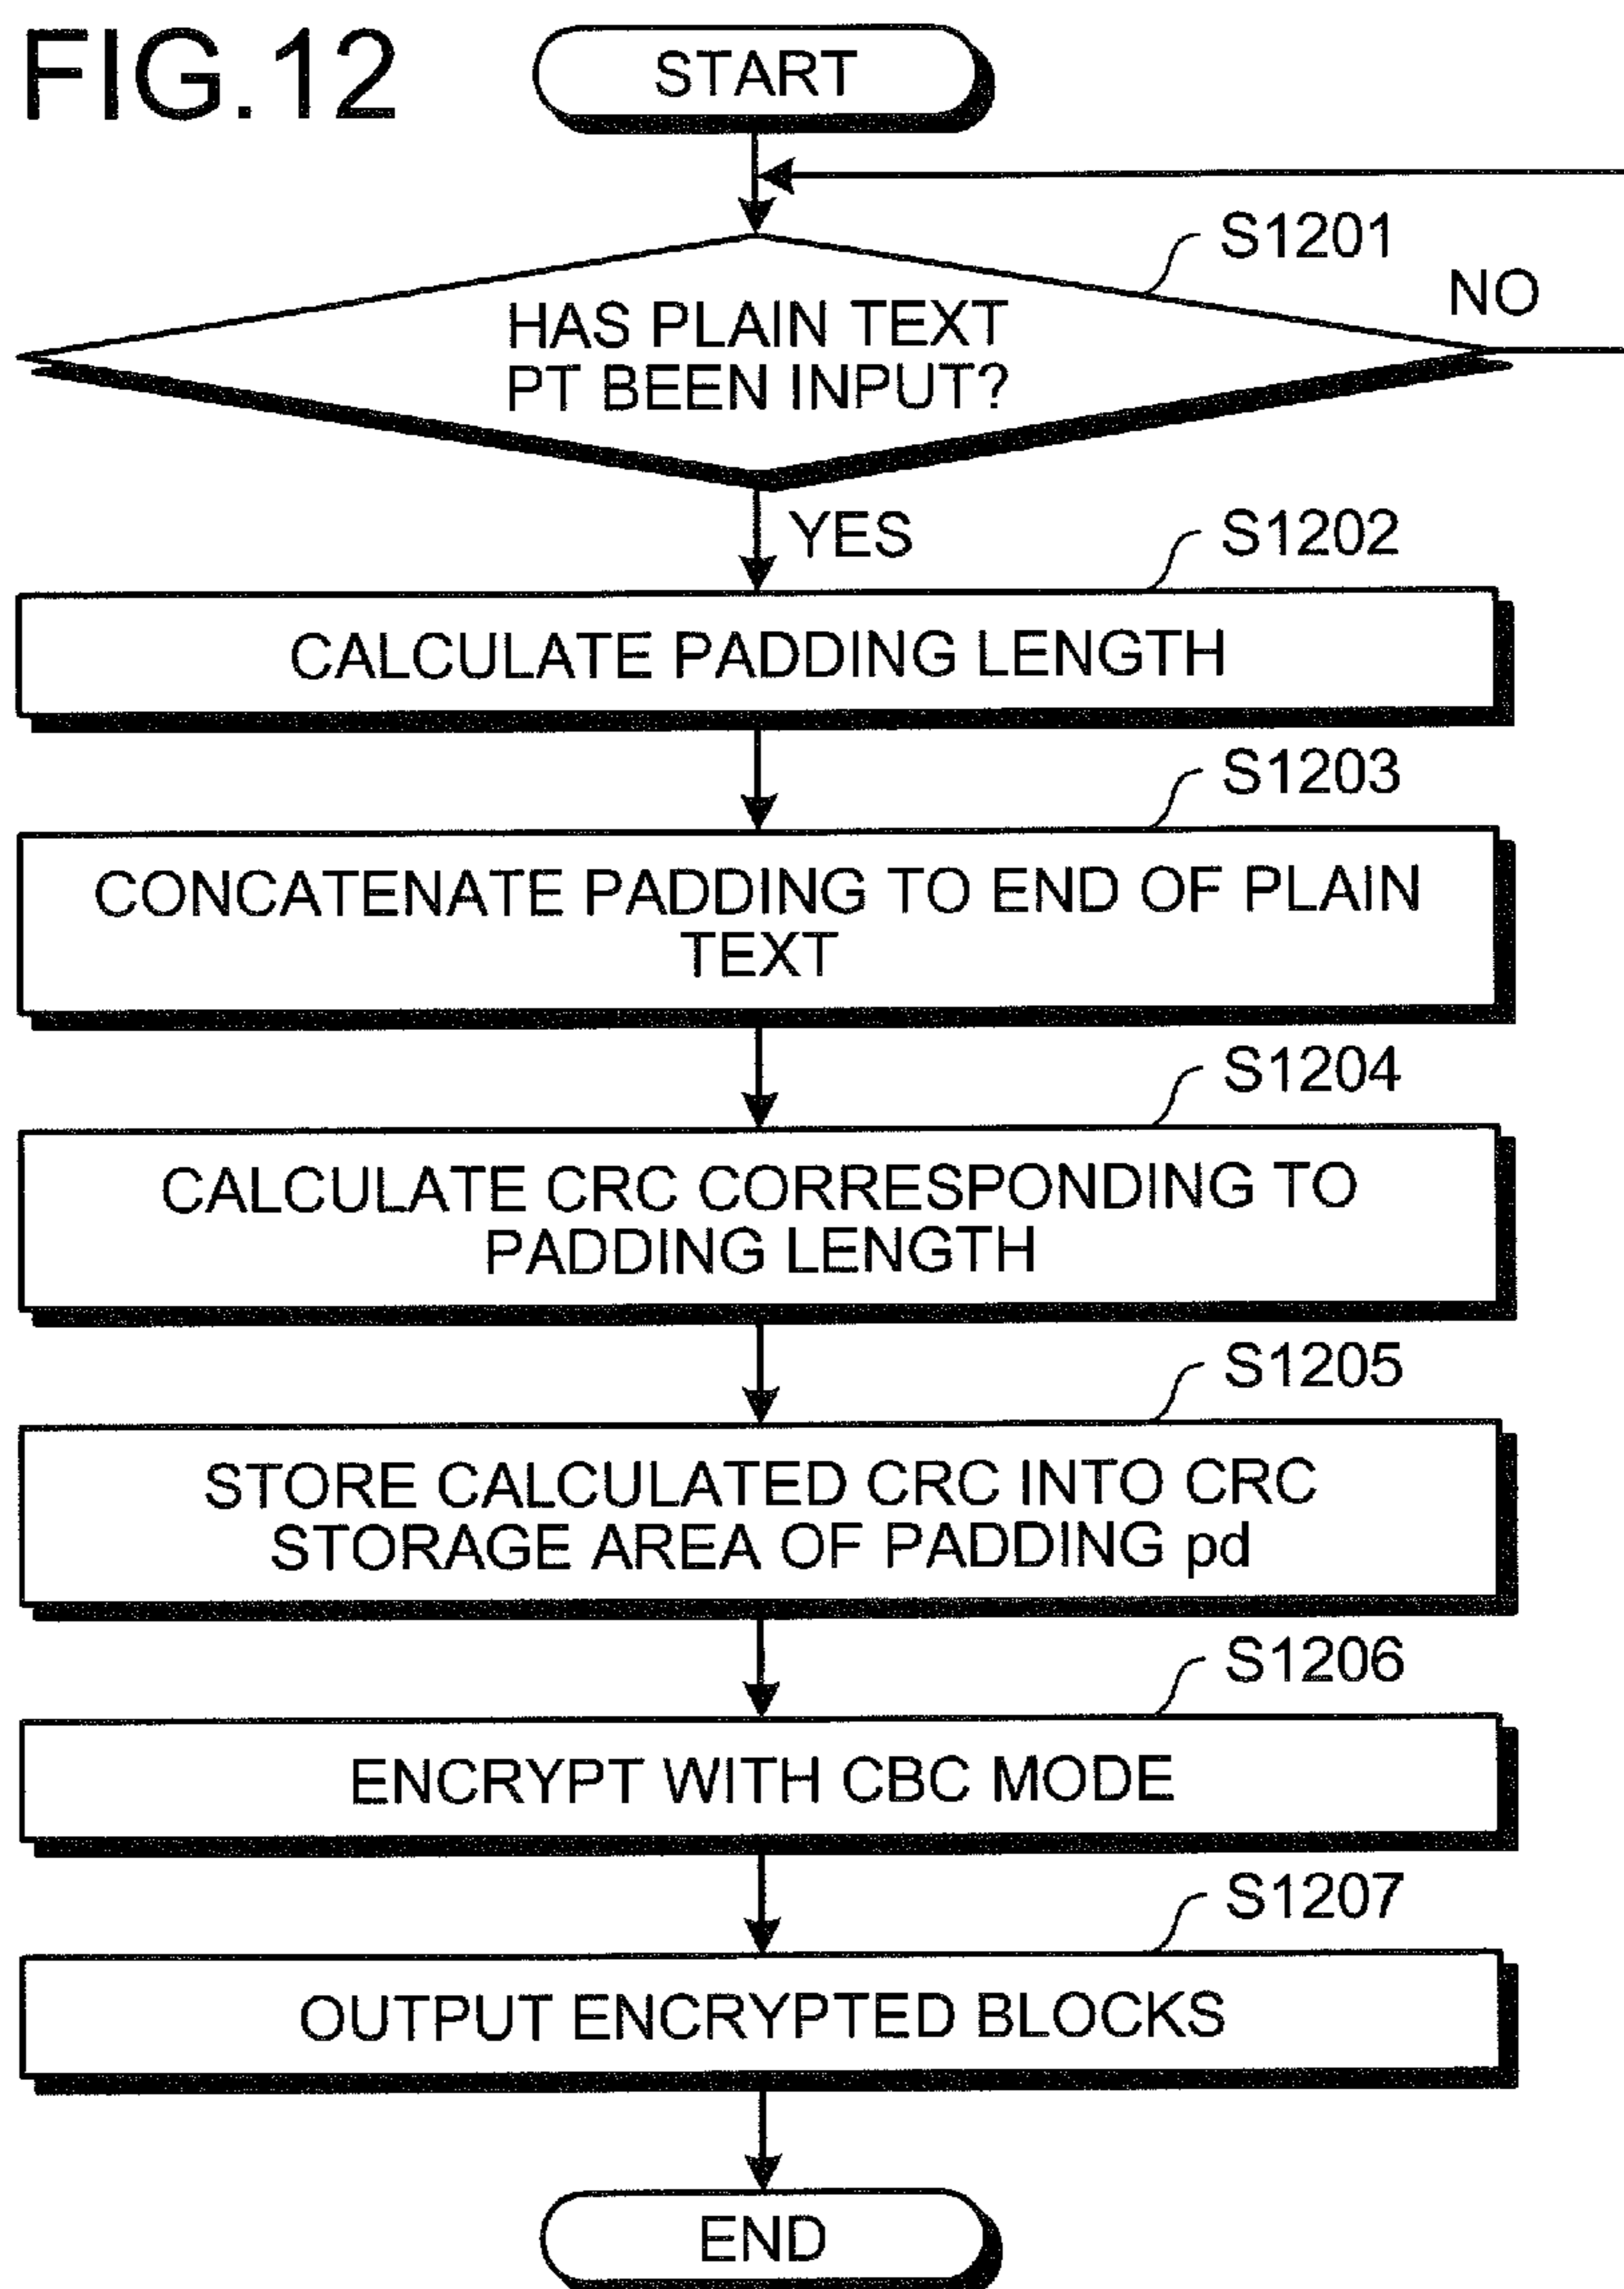 FIG.12
START
S1201
NO
HAS PLAIN TEXT
PT BEEN INPUT?
YES
S1202
CALCULATE PADDING LENGTH
S1203
CONCATENATE PADDING TO END OF PLAIN
TEXT
S1204
CALCULATE CRC CORRESPONDING TO
PADDING LENGTH
S1205
STORE CALCULATED CRC INTO CRC
STORAGE AREA OF PADDING pd
S1206
ENCRYPT WITH CBC MODE
S1207
OUTPUT ENCRYPTED BLOCKS
END